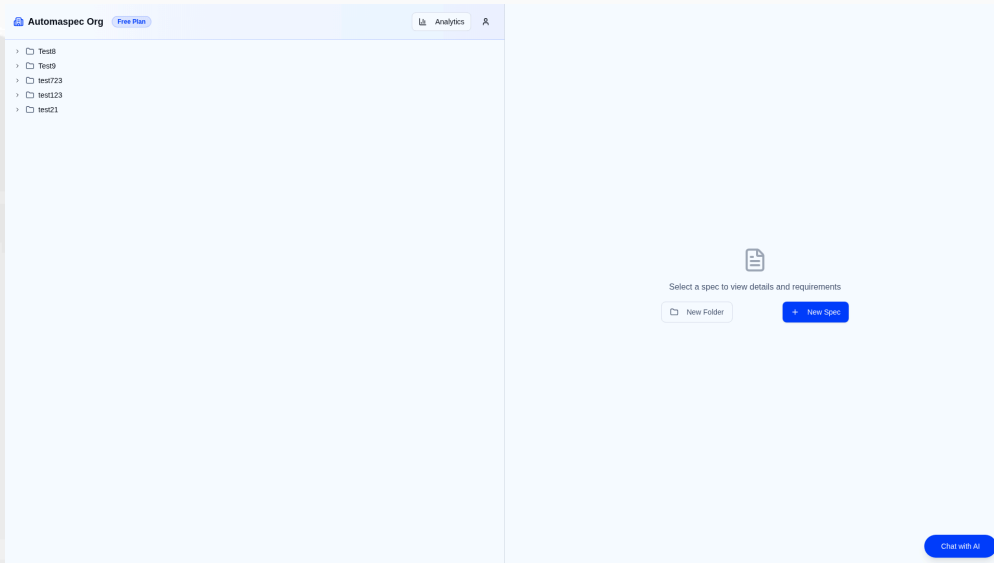 Automaspec Org
Free Plan
Analytics
Test8
Test9
test723
test123
test21
Select a spec to view details and requirements
New Folder
New Spec
Chat with AI